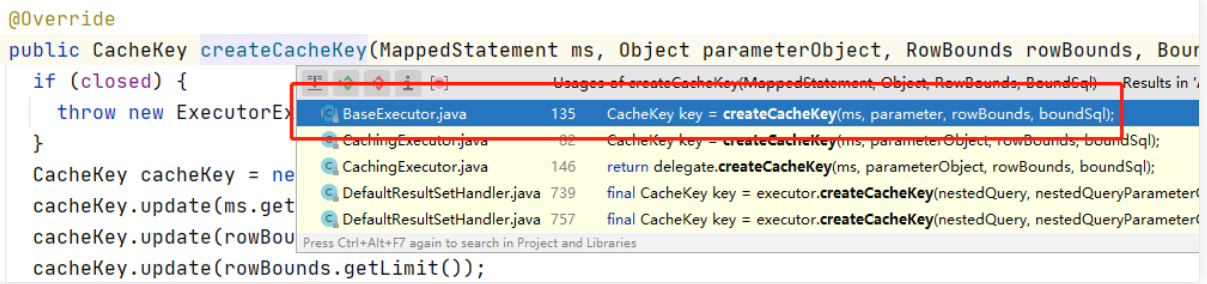 @Override
public CacheKey createCacheKey(MappedStatement ms, Object parameterObject, RowBounds rowBounds, Boun
if (closed) {
Usages of createCacheKey(MappedStatement, Object, RowBounds, BoundSql) Results in 'A
throw new ExecutorEx
BaseExecutor.java 135 CacheKey key = createCacheKey(ms, parameter, rowBounds, boundSql);
}
CachingExecutor.java 82 CacheKey key = createCacheKey(ms, parameterObject, rowBounds, boundSql);
CacheKey cacheKey = ne
CachingExecutor.java 146 return delegate.createCacheKey(ms, parameterObject, rowBounds, boundSql);
DefaultResultSetHandler.java 739 final CacheKey key = executor.createCacheKey(nestedQuery, nestedQueryParameterO
cacheKey.update(ms.get
DefaultResultSetHandler.java 757 final CacheKey key = executor.createCacheKey(nestedQuery, nestedQueryParameterO
cacheKey.update(rowBou
Press Ctrl+Alt+F7 again to search in Project and Libraries
cacheKey.update(rowBounds.getLimit());